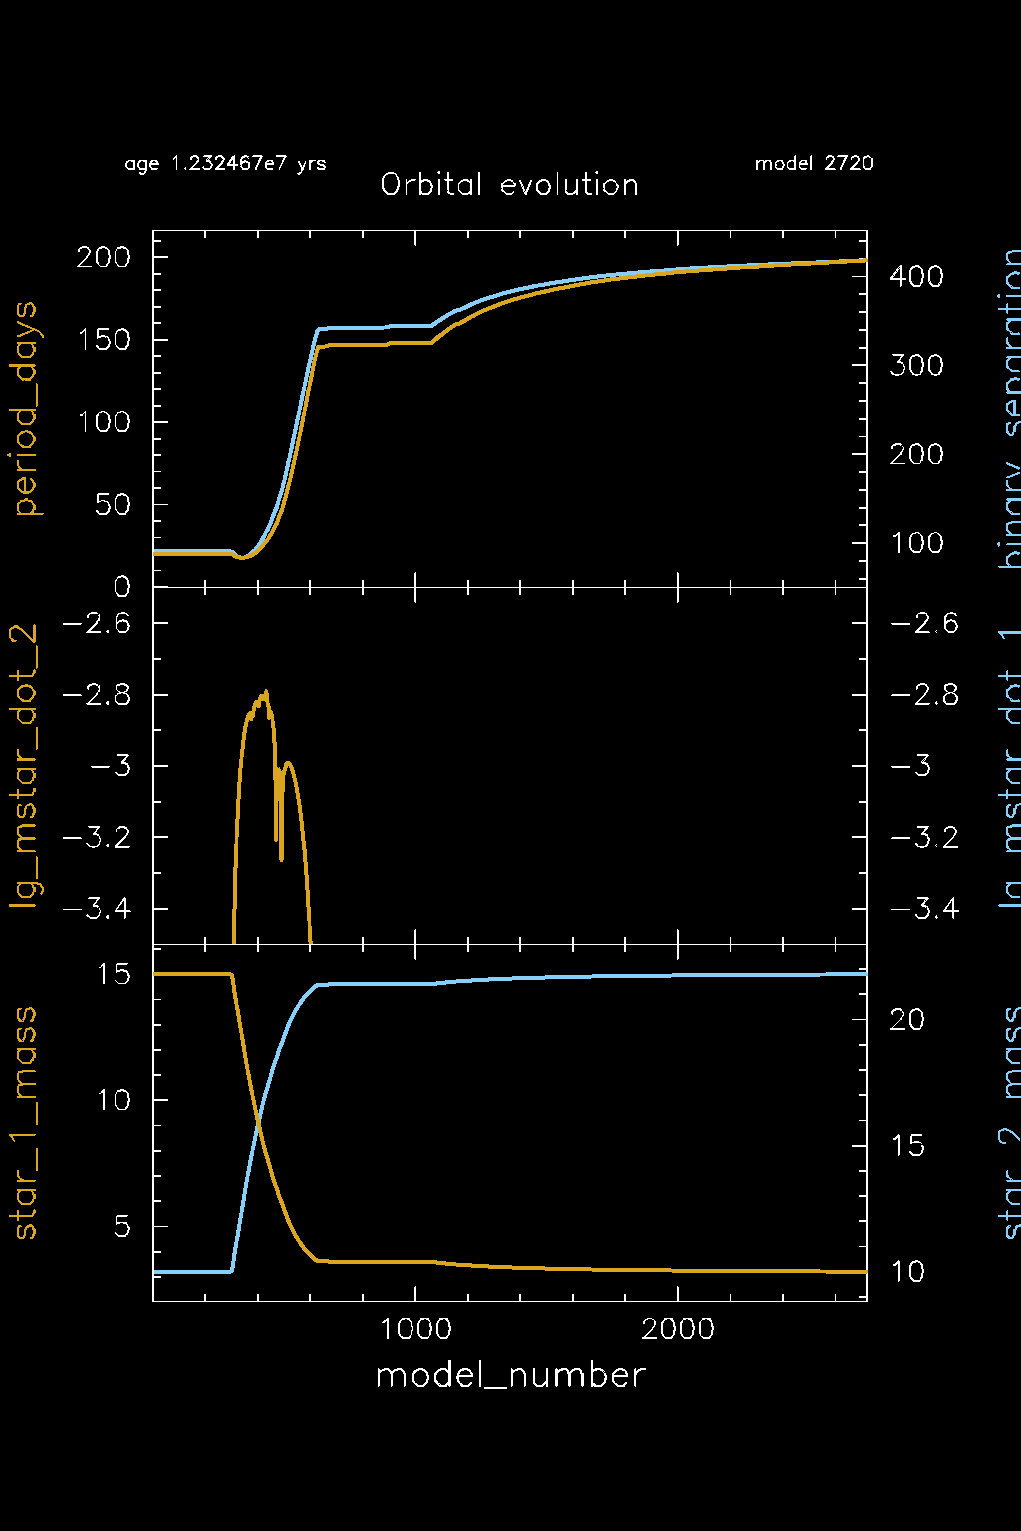 age 1.232467e7 yrs
model 2720
Orbital evolution
period_days
200
150
100
50
0
400
300
200
100
binary_separation
lg_mstar_dot_2
-2.6
-2.8
-3
-3.2
-3.4
-2.6
-2.8
-3
-3.2
-3.4
lg_mstar_dot_1
star_1_mass
15
10
5
20
15
10
star_2_mass
1000
2000
model_number